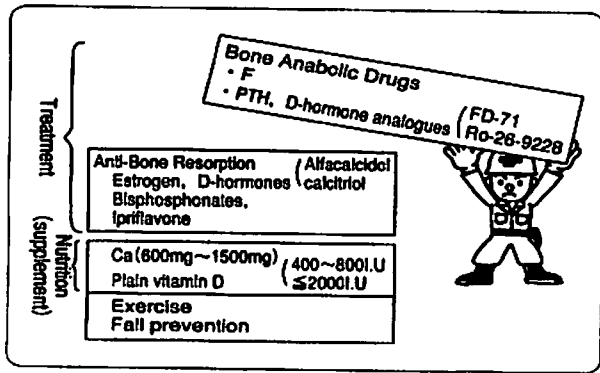 Bone Anabolic Drugs
・F
・PTH, D-hormone analogues ( FD-71
Ro-26-9228
Treatment
Anti-Bone Resorption ( Alfacalcidol
Estrogen, D-hormones calcitriol
Bisphosphonates,
Ipriflavone
Nutrition
(supplement)
Ca(600mg~1500mg) ( 400~800I.U
Plain vitamin D ≦2000I.U
Exercise
Fall prevention